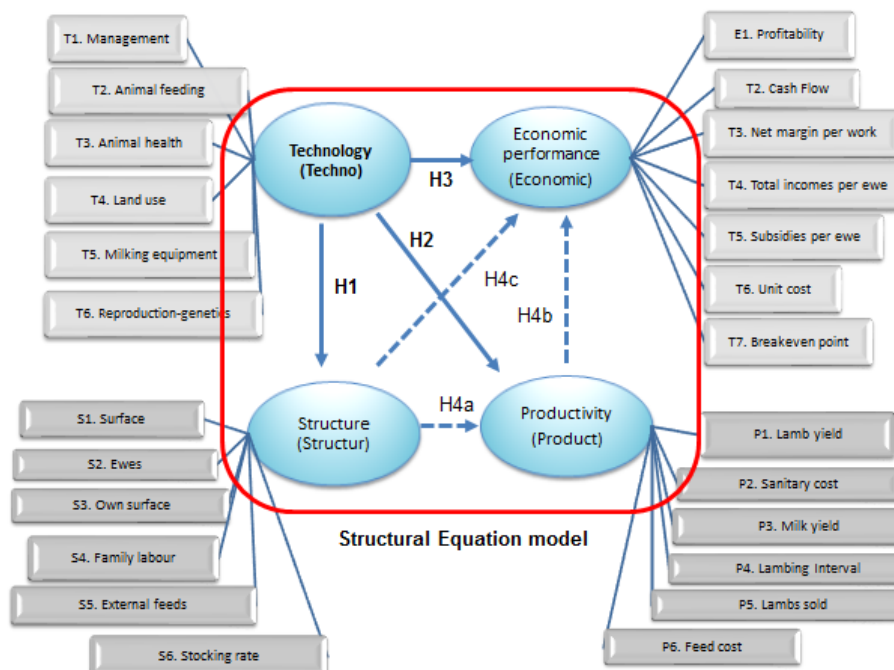 T1. Management
T2. Animal feeding
T3. Animal health
T4. Land use
T5. Milking equipment
T6. Reproduction-genetics
E1. Profitability
T2. Cash Flow
T3. Net margin per work
T4. Total incomes per ewe
T5. Subsidies per ewe
T6. Unit cost
T7. Breakeven point
Technology
(Techno)
Economic
performance
(Economic)
H3
H2
H1
H4c
H4b
H4a
Structure
(Structur)
Productivity
(Product)
Structural Equation model
S1. Surface
S2. Ewes
S3. Own surface
S4. Family labour
S5. External feeds
S6. Stocking rate
P1. Lamb yield
P2. Sanitary cost
P3. Milk yield
P4. Lambing Interval
P5. Lambs sold
P6. Feed cost